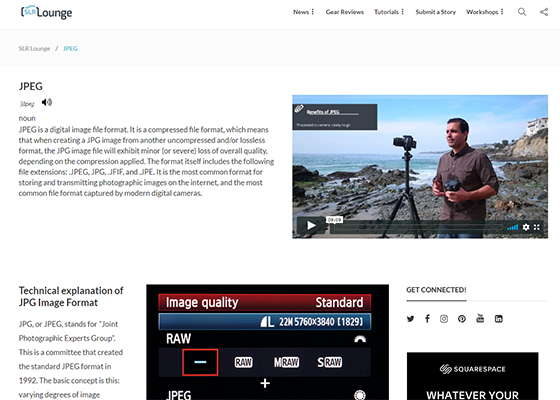 SLR Lounge
News
Gear Reviews
Tutorials
Submit a Story
Workshops
SLR Lounge / JPEG
JPEG
'jāpeg
noun
JPEG is a digital image file format. It is a compressed file format, which means
that when creating a JPG image from another uncompressed and/or lossless
format, the JPG image file will exhibit minor (or severe) loss of overall quality,
depending on the compression applied. The format itself includes the following
file extensions: .JPEG, JPG, .JFIF, and .JPE. It is the most common format for
storing and transmitting photographic images on the internet, and the most
common file format captured by modern digital cameras.
Benefits of JPEG
Processed in camera, ready to go
09:09
Technical explanation of
JPG Image Format
JPG, or JPEG, stands for "Joint
Photographic Experts Group".
This is a committee that created
the standard JPEG format in
1992. The basic concept is this:
varying degrees of image
Image quality Standard
L 22M 5760x3840 [1829]
RAW
— RAW MRAW SRAW
+
JPEG
GET CONNECTED!
SQUARESPACE
WHATEVER YOUR